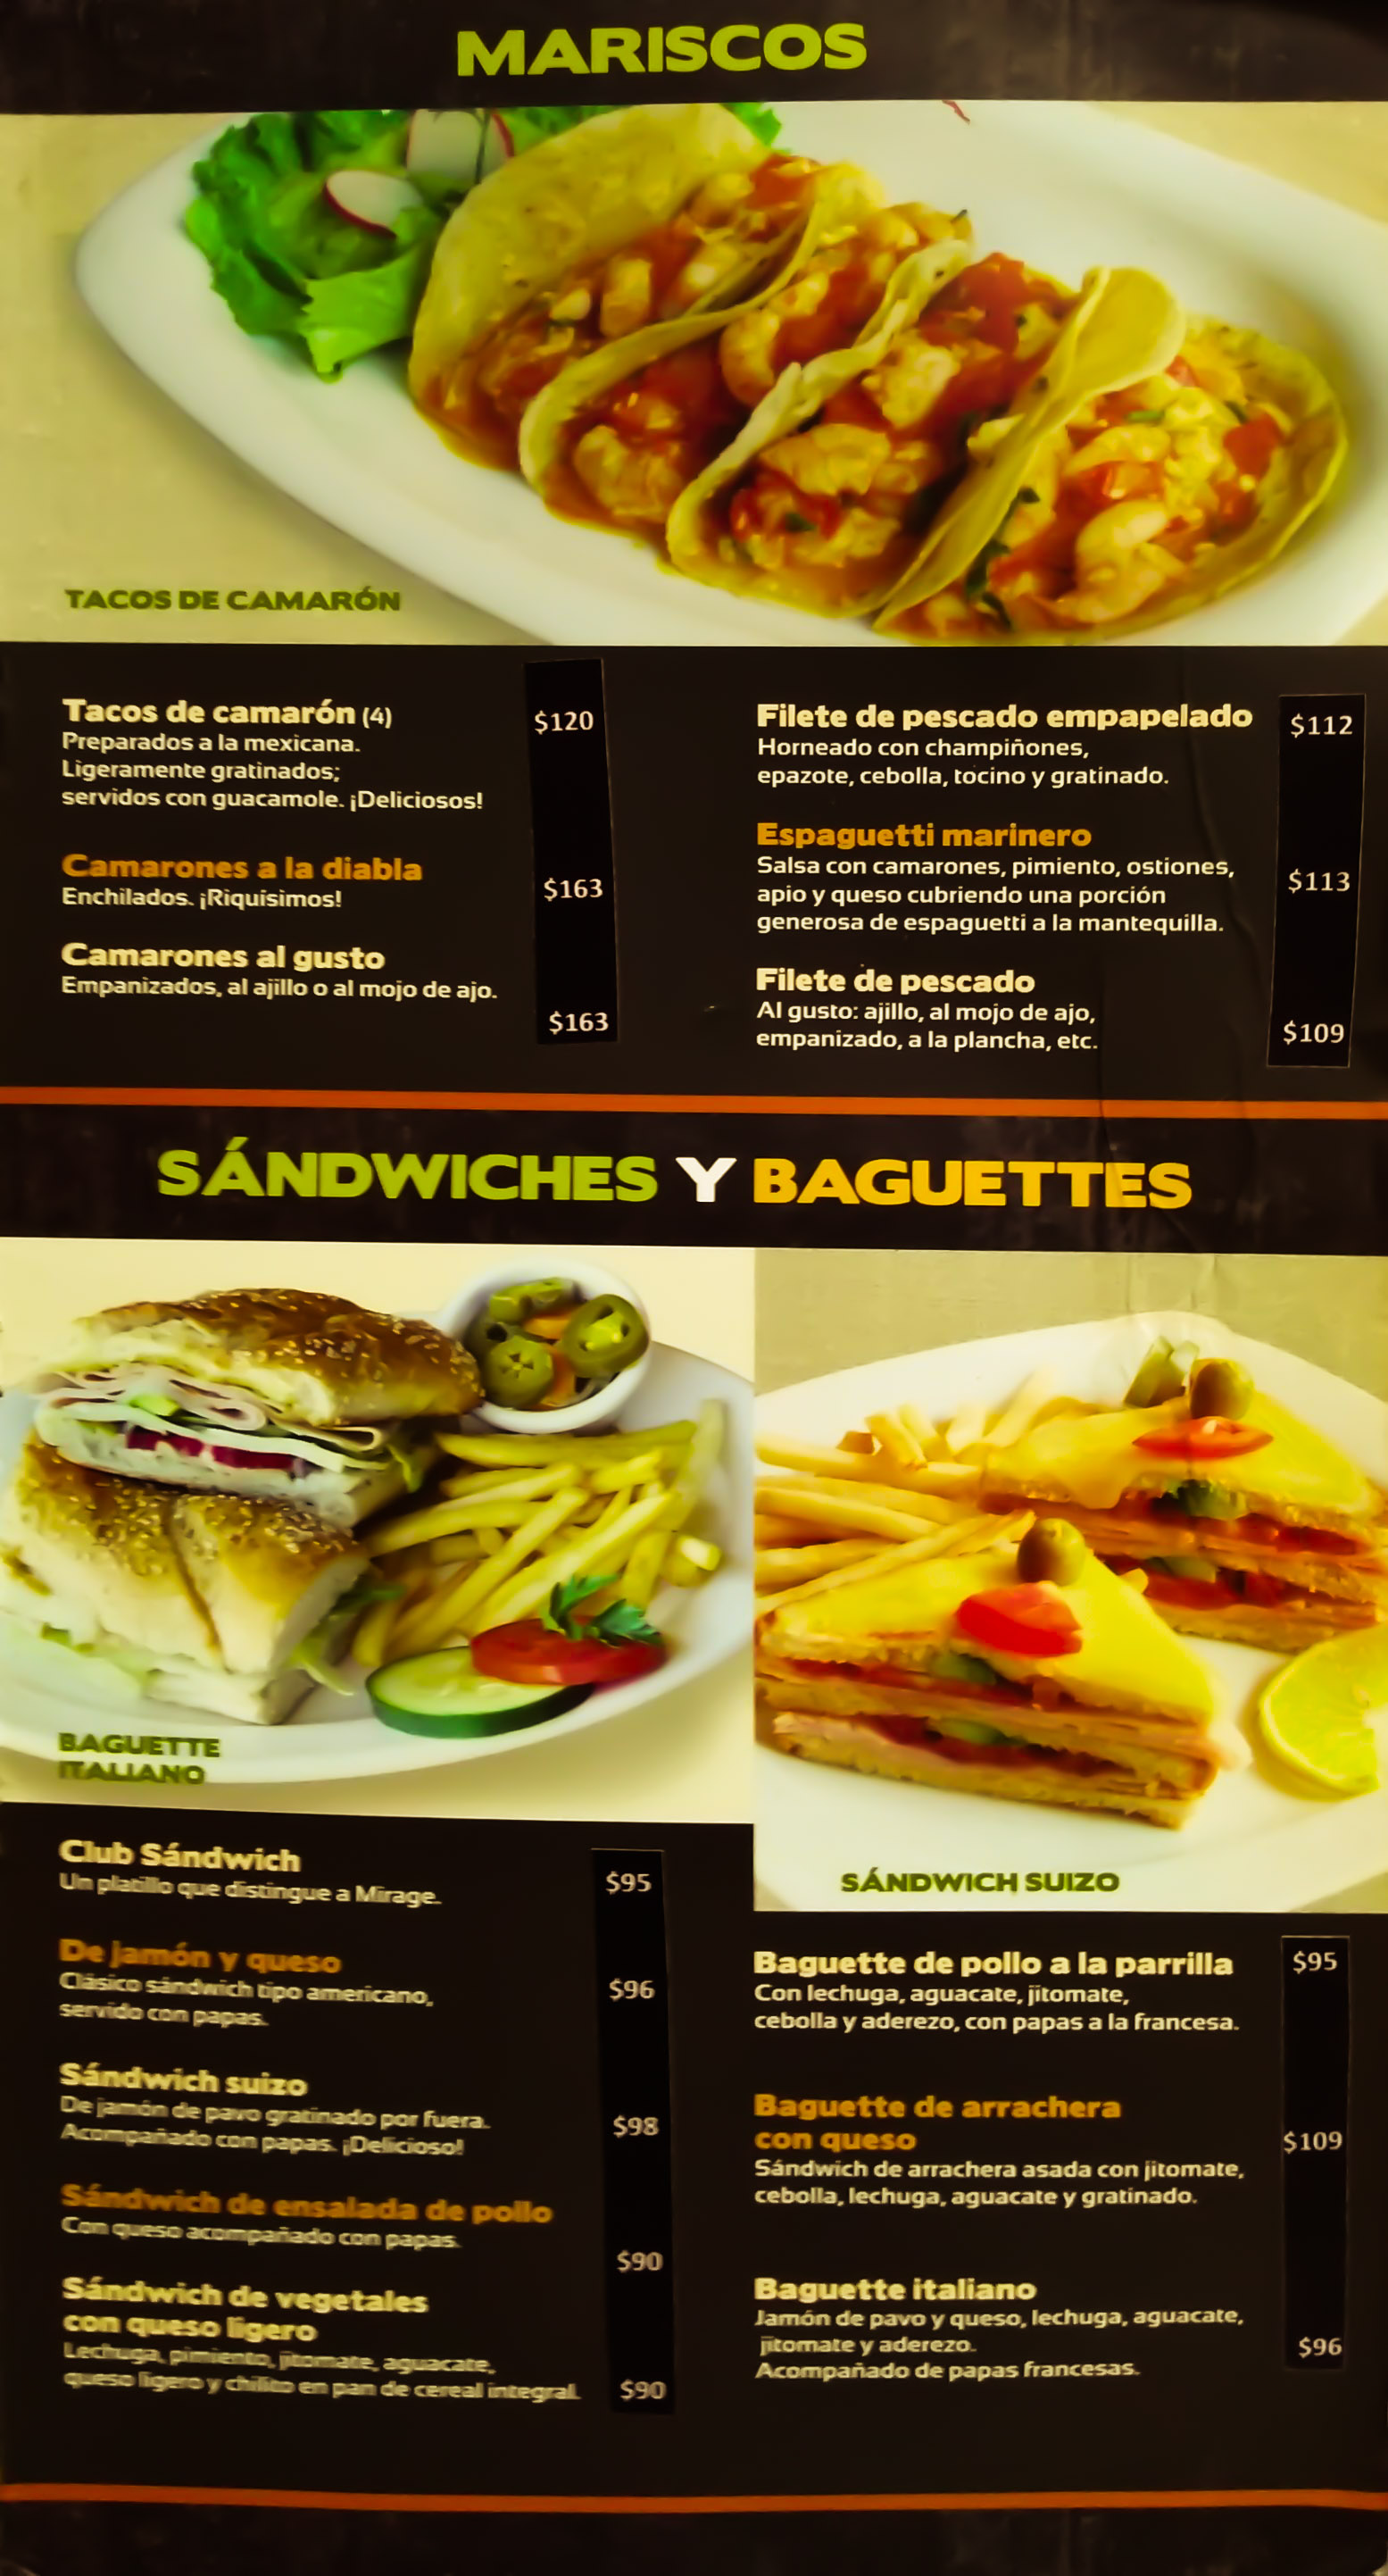 MARISCOS
TACOS DE CAMARÓN
Tacos de camarón (4)
$120
Preparados a la mexicana.
Ligeramente gratinados;
servidos con guacamole. ¡Deliciosos!
Camarones a la diabla
$163
Enchilados. ¡Riquisimos!
Camarones al gusto
Empanizados, al ajillo o al mojo de ajo.
$163
Filete de pescado empapelado
$112
Horneado con champiñones,
epazote, cebolla, tocino y gratinado.
Espaguetti marinero
Salsa con camarones, pimiento, ostiones,
$113
apio y queso cubriendo una porción
generosa de espaguetti a la mantequilla.
Filete de pescado
Al gusto: ajillo, al mojo de ajo,
empanizado, a la plancha, etc.
$109
SÁNDWICHES Y BAGUETTES
BAGUETTE
ITALIANO
SÁNDWICH SUIZO
Club Sándwich
$95
Un platillo que distingue a Mirage.
De jamón y queso
$96
Clásico sándwich tipo americano,
servido con papas.
Sándwich suizo
De jamón de pavo gratinado por fuera.
$98
Acompañado con papas. ¡Delicioso!
Sándwich de ensalada de pollo
Con queso acompañado con papas.
$90
Sándwich de vegetales
con queso ligero
Lechuga, pimiento, jitomate, aguacate,
queso ligero y chilito en pan de cereal integral.
$90
Baguette de pollo a la parrilla
$95
Con lechuga, aguacate, jitomate,
cebolla y aderezo, con papas a la francesa.
Baguette de arrachera
con queso
$109
Sándwich de arrachera asada con jitomate,
cebolla, lechuga, aguacate y gratinado.
Baguette italiano
Jamón de pavo y queso, lechuga, aguacate,
jitomate y aderezo.
$96
Acompañado de papas francesas.